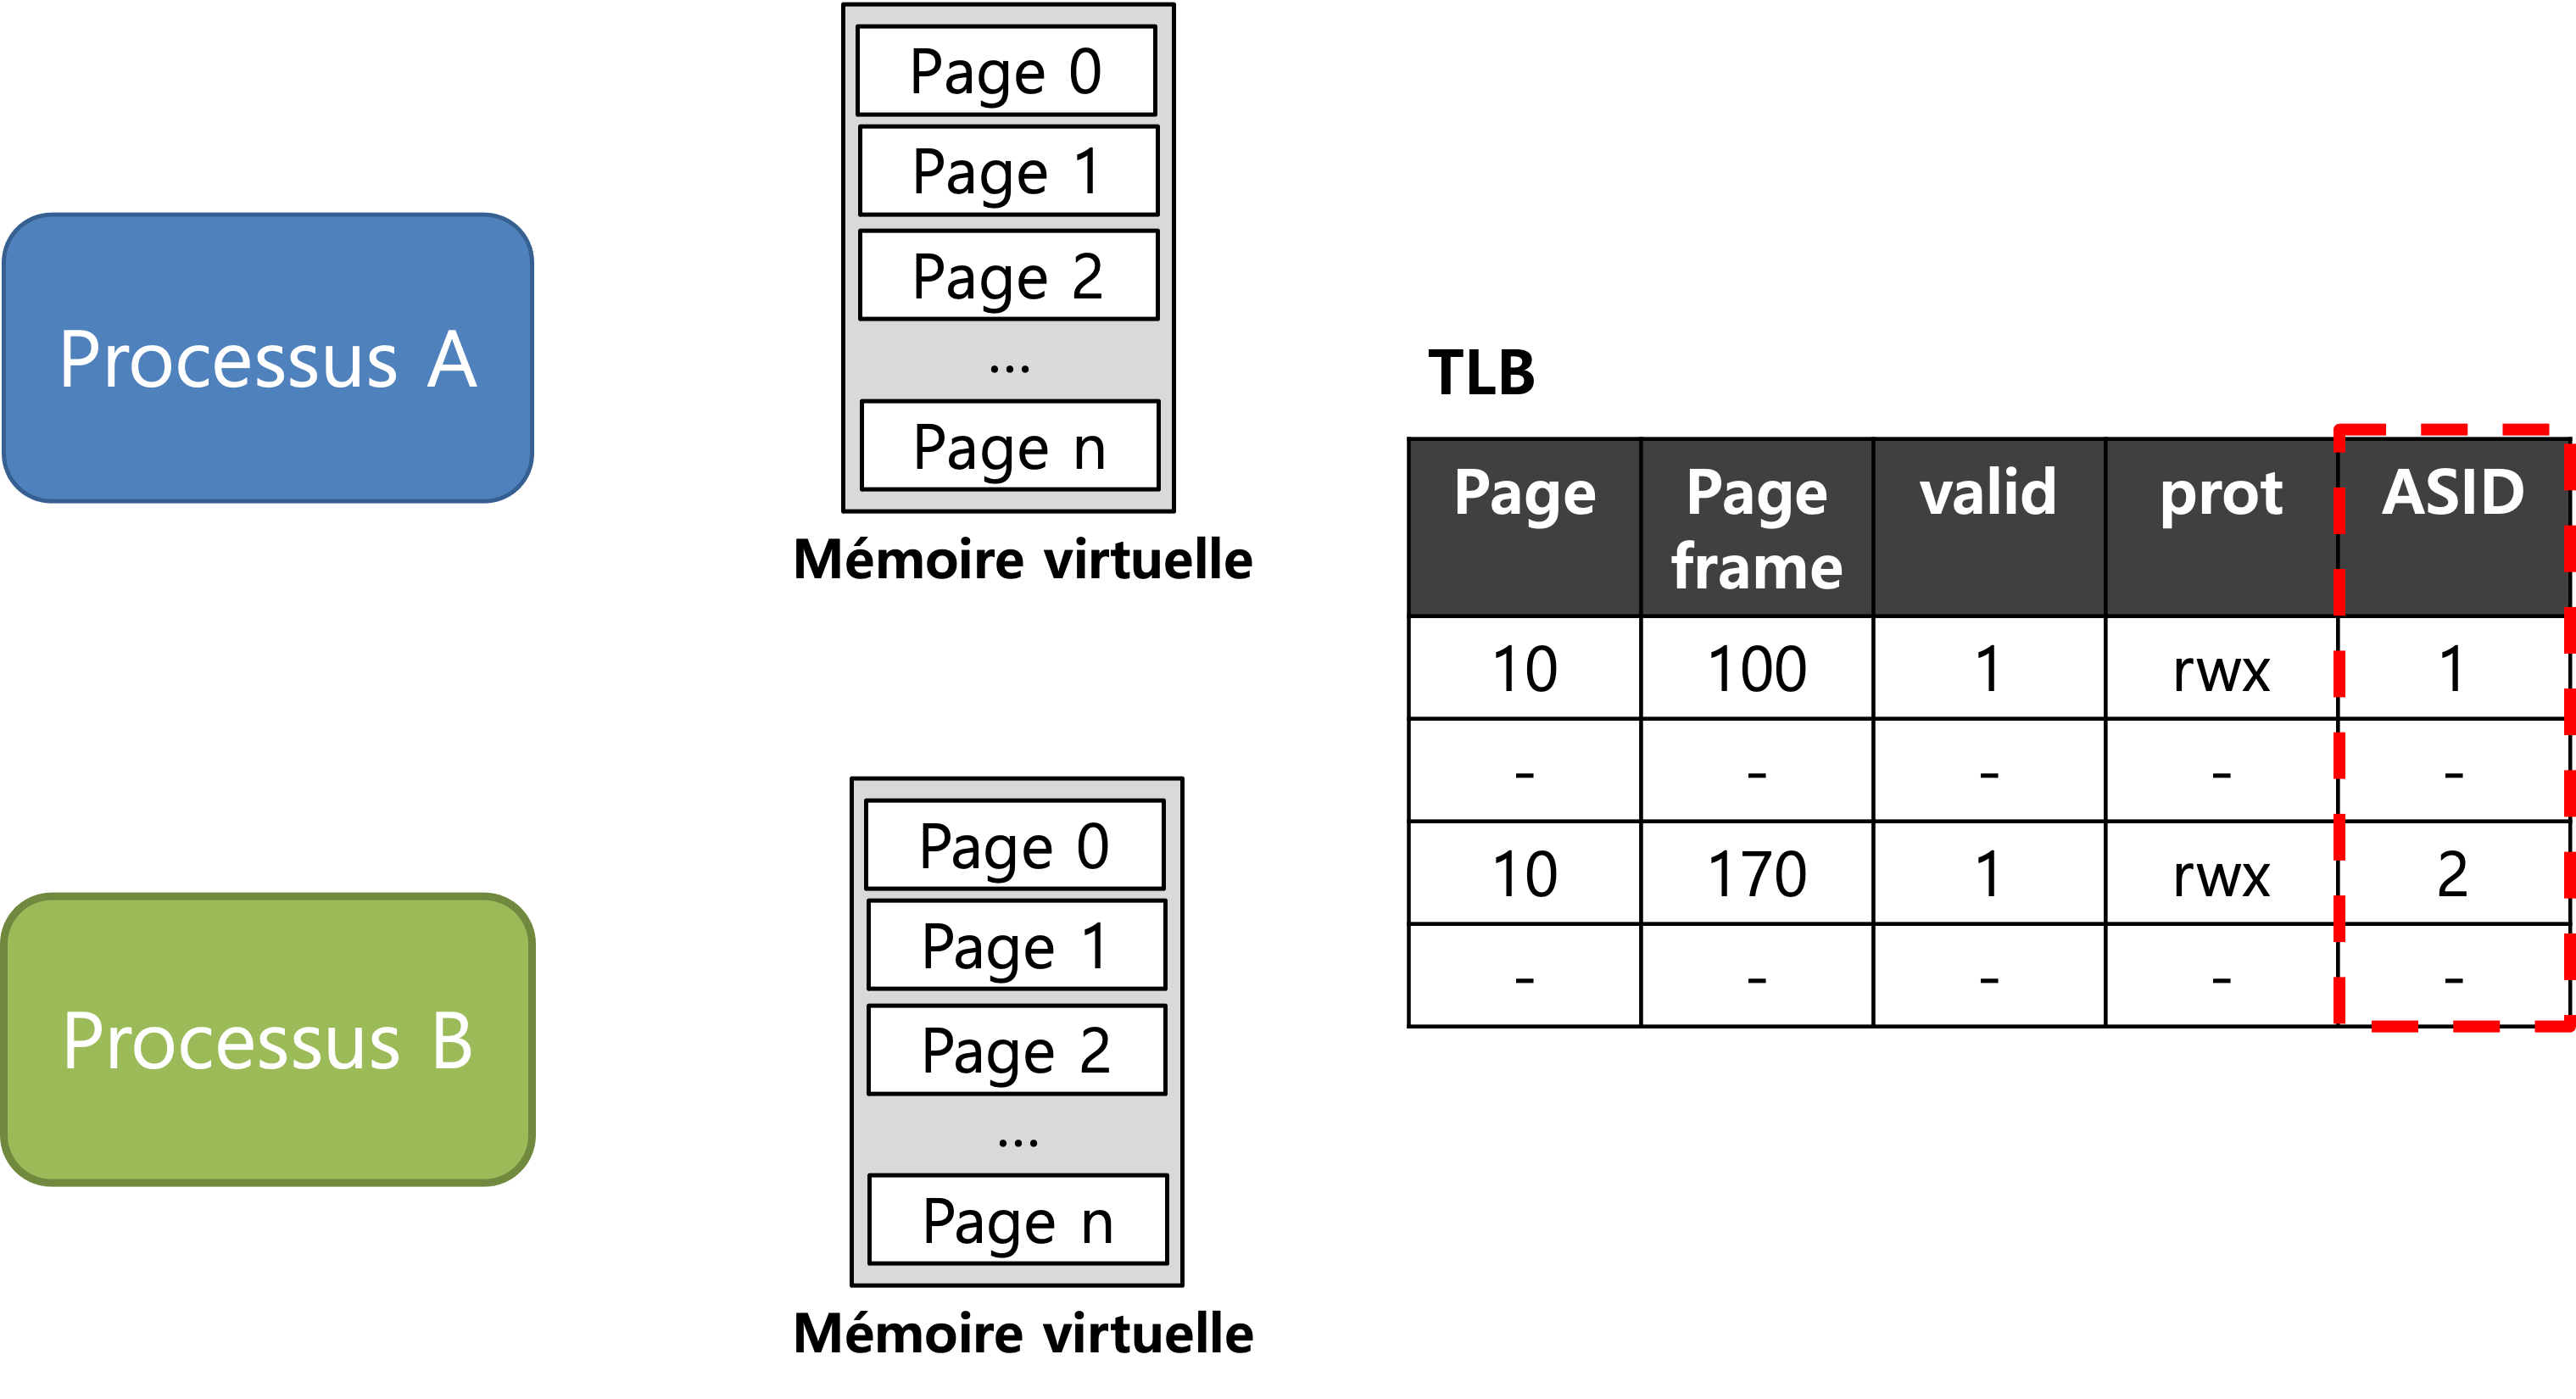 Processus A
Page 0
Page 1
Page 2
...
Page n
Mémoire virtuelle
Processus B
Page 0
Page 1
Page 2
...
Page n
Mémoire virtuelle
TLB
Page Page frame valid prot ASID
10 100 1 rwx 1
- - - - -
10 170 1 rwx 2
- - - - -